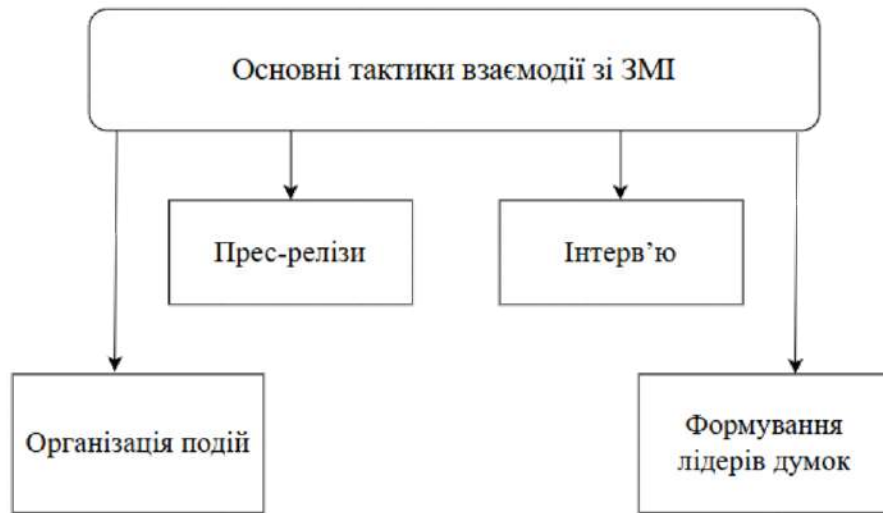 Основні тактики взаємодії зі ЗМІ
Прес-релізи
Інтерв’ю
Організація подій
Формування
лідерів думок